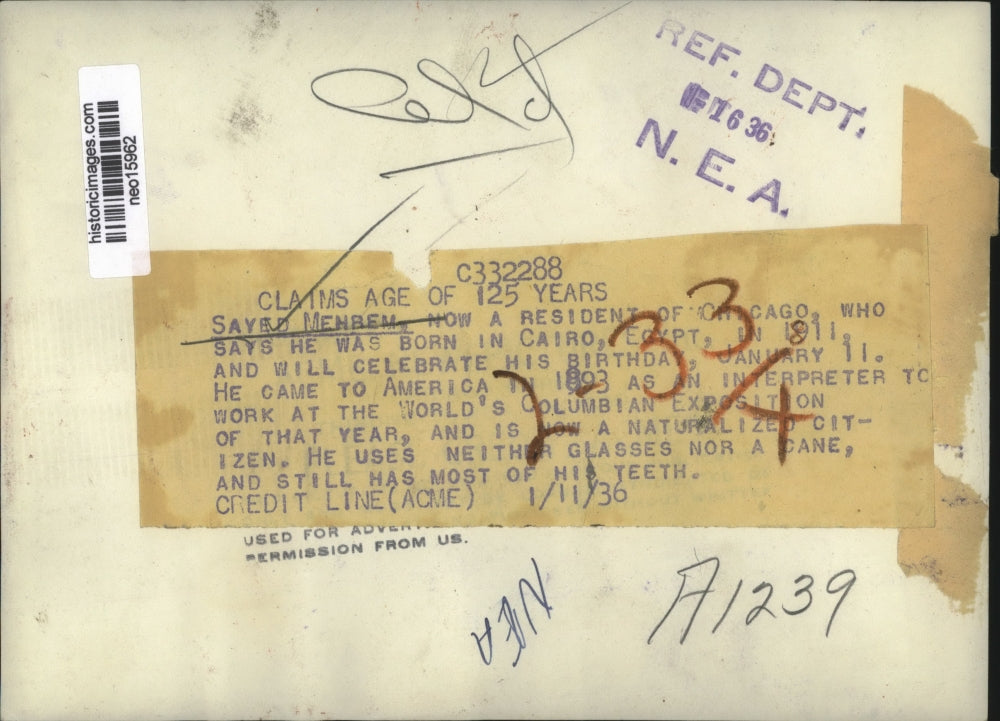 historicimages.com
neo15962
REF. DEPT.
16 36
N. E. A.
C332288
CLAIMS AGE OF 125 YEARS
SAYED MEHREM, NOW A RESIDENT OF CHICAGO, WHO
SAYS HE WAS BORN IN CAIRO, EGYPT, IN 1811,
AND WILL CELEBRATE HIS BIRTHDAY, JANUARY 11.
HE CAME TO AMERICA IN 1893 AS AN INTERPRETER TO
WORK AT THE WORLD'S COLUMBIAN EXPOSITION
OF THAT YEAR, AND IS NOW A NATURALIZED CIT-
IZEN. HE USES NEITHER GLASSES NOR A CANE,
AND STILL HAS MOST OF HIS TEETH.
CREDIT LINE(ACME) 1/11/36
2-33
USED FOR
PERMISSION FROM US.
NEA
A1239